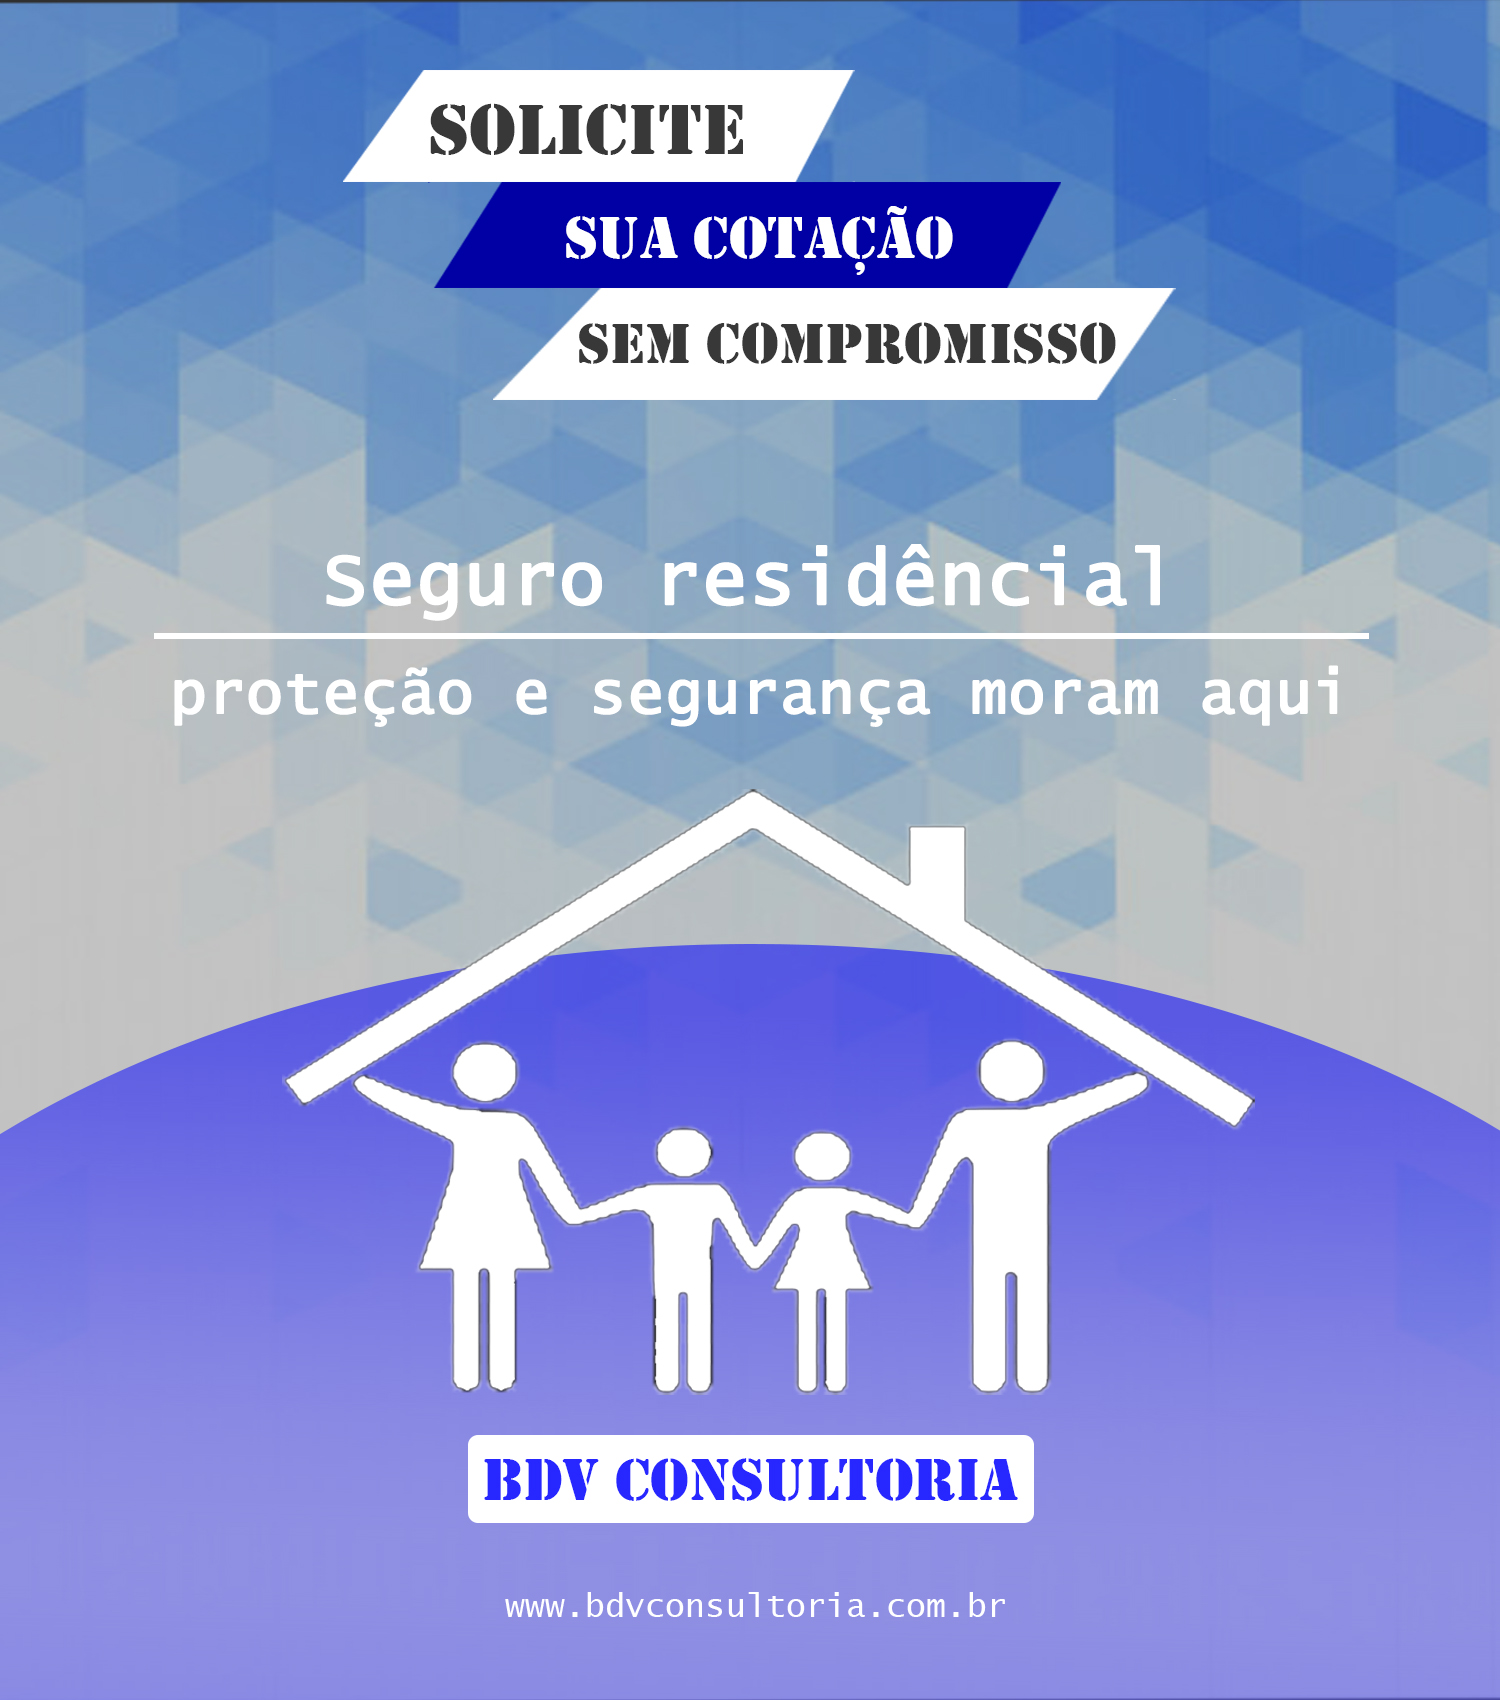 SOLICITE
SUA COTAÇÃO
SEM COMPROMISSO
Seguro residêncial
proteção e segurança moram aqui
BDV CONSULTORIA
www.bdvconsultoria.com.br